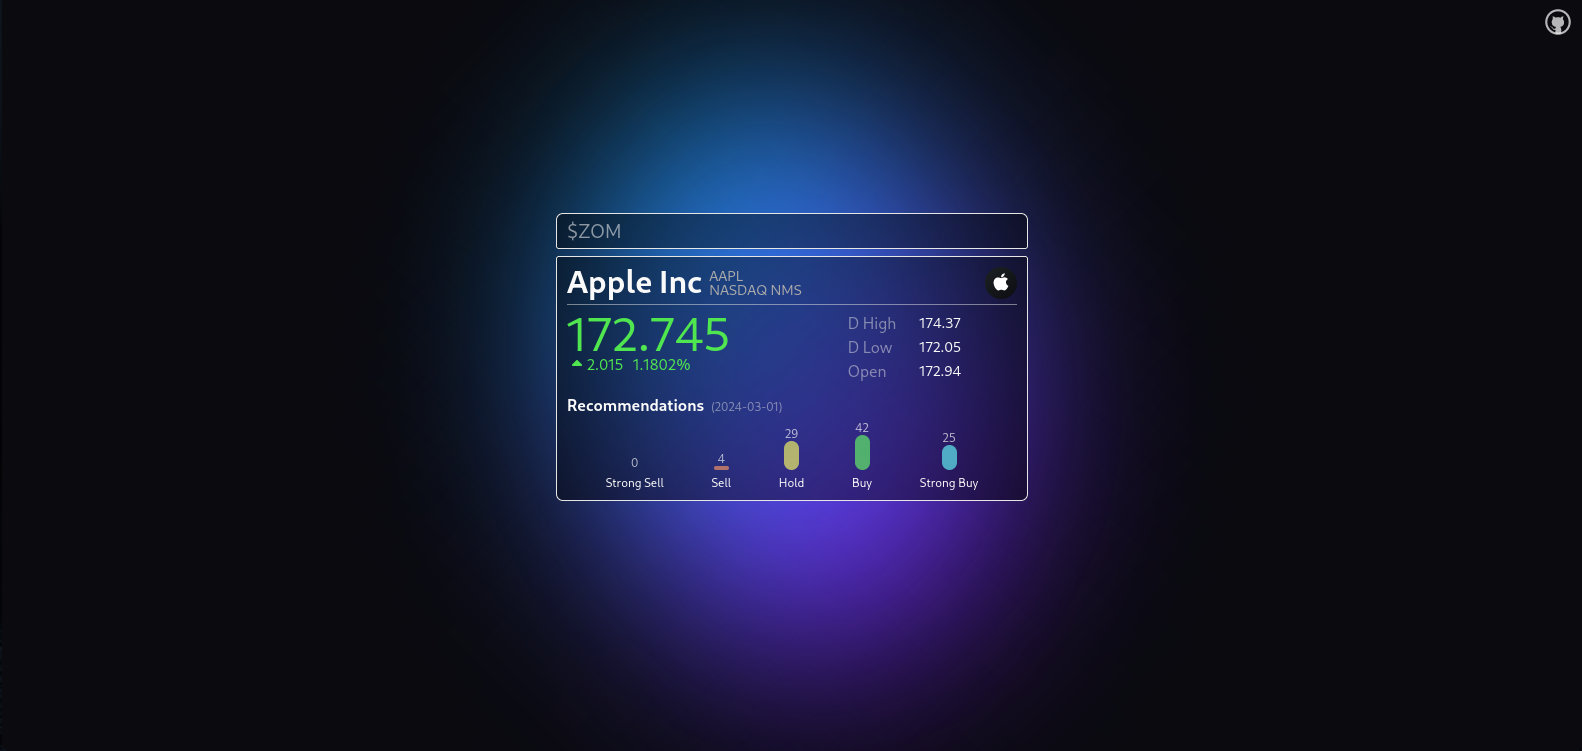 $ZOM
Apple Inc
AAPL
NASDAQ NMS
172.745
2.015 1.1802%
D High 174.37
D Low 172.05
Open 172.94
Recommendations (2024-03-01)
0 4 29 42 25
Strong Sell Sell Hold Buy Strong Buy